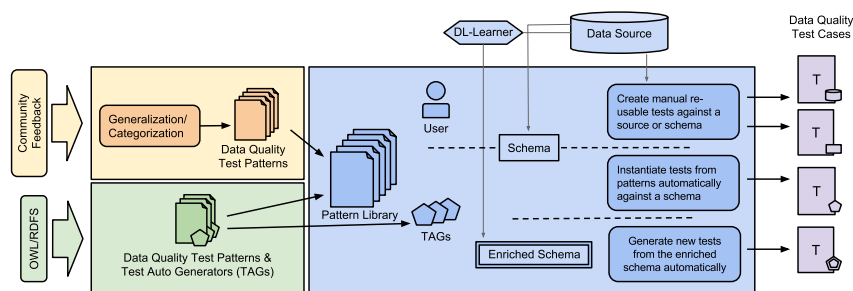 Data Quality
Test Cases
DL-Learner
Data Source
Community
Feedback
Generalization/
Categorization
Data Quality
Test Patterns
User
Create manual re-
usable tests against a
source or schema
T
T
Schema
Pattern Library
Instantiate tests from
patterns automatically
against a schema
T
OWL/RDFS
TAGs
Data Quality Test Patterns &
Test Auto Generators (TAGs)
Enriched Schema
Generate new tests
from the enriched
schema automatically
T